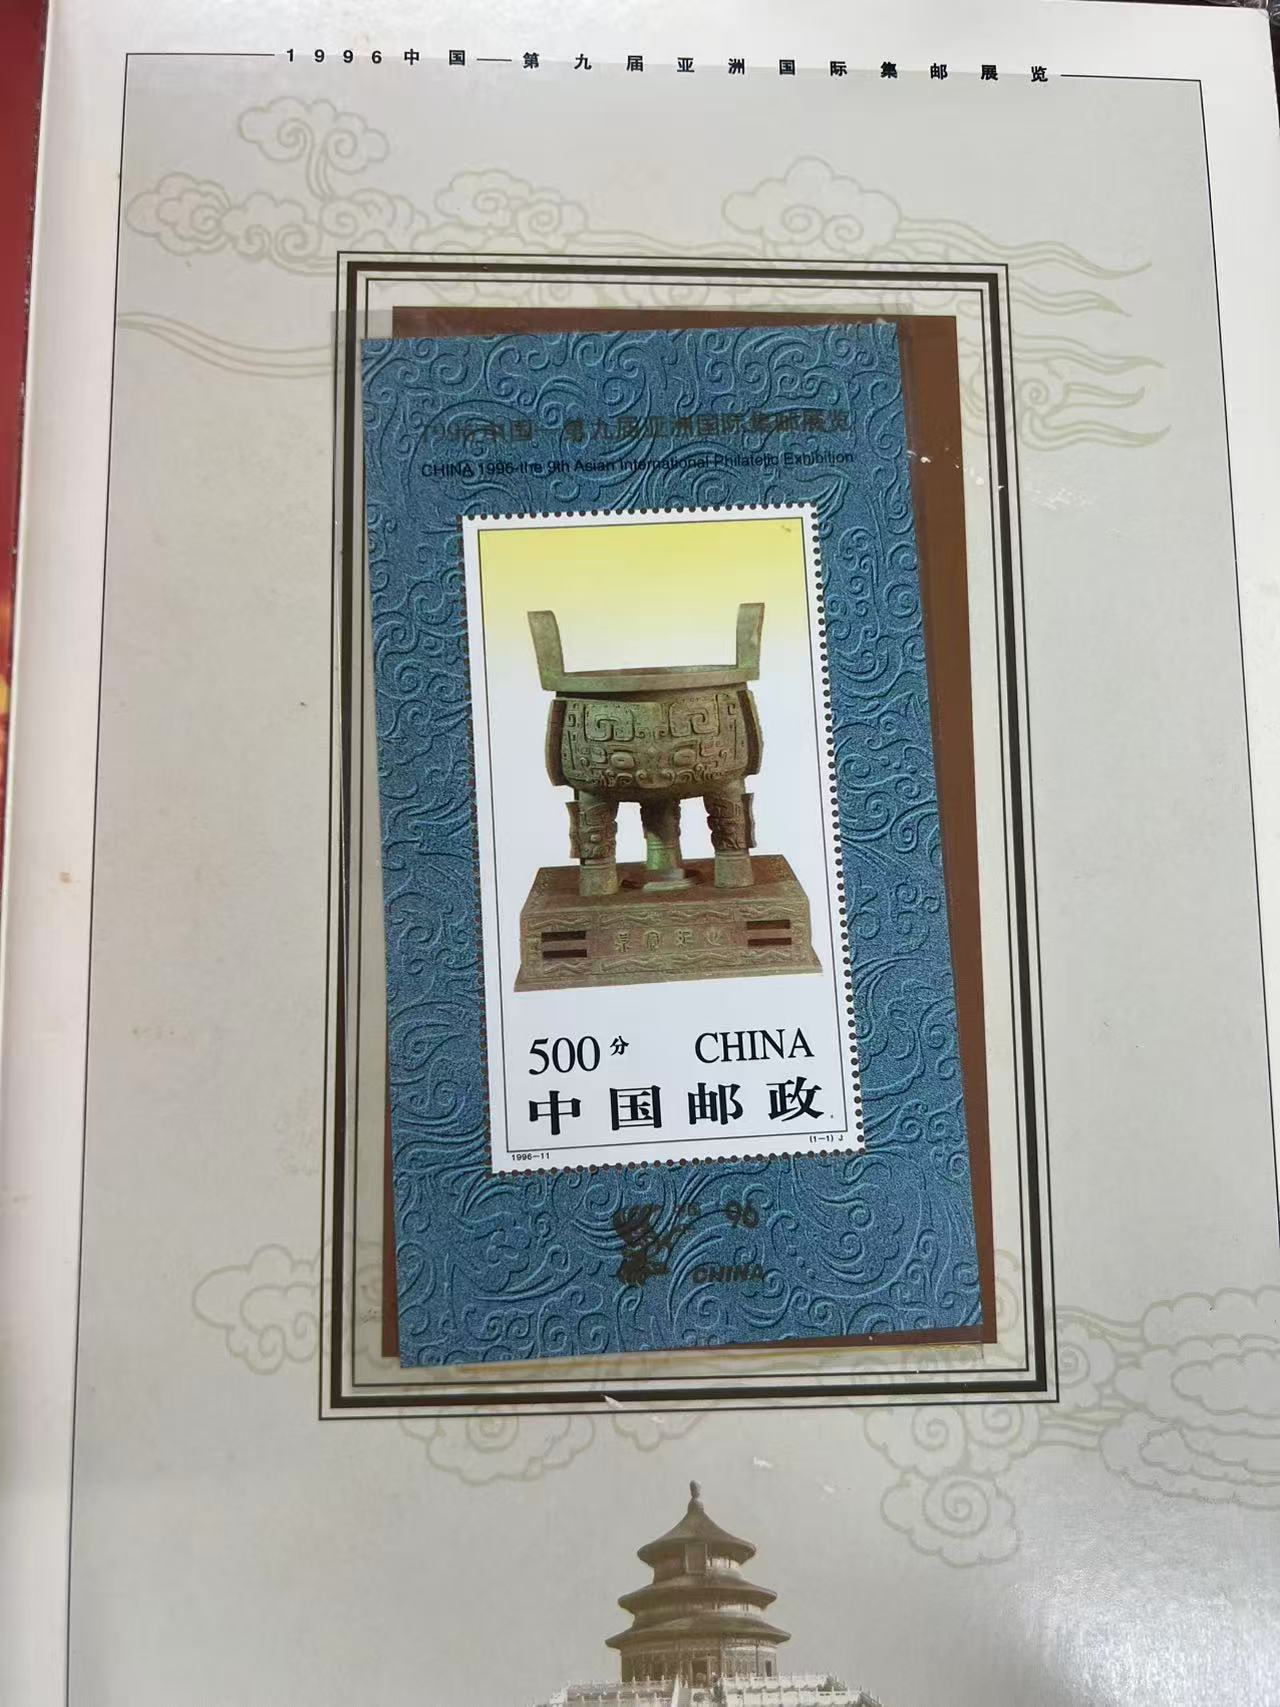 1996中国—第九届亚洲国际集邮展览
1996中国—第九届亚洲国际集邮展览
CHINA 1996-the 9th Asian International Philatelic Exhibition
500分 CHINA
中国邮政
1996-11 (1-1) J
中国 96
CHINA